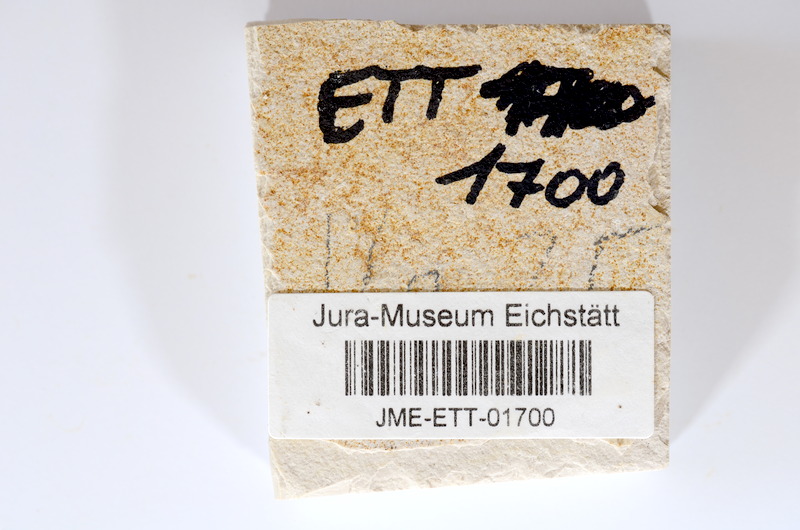 ETT
1700
Jura-Museum Eichstätt
JME-ETT-01700